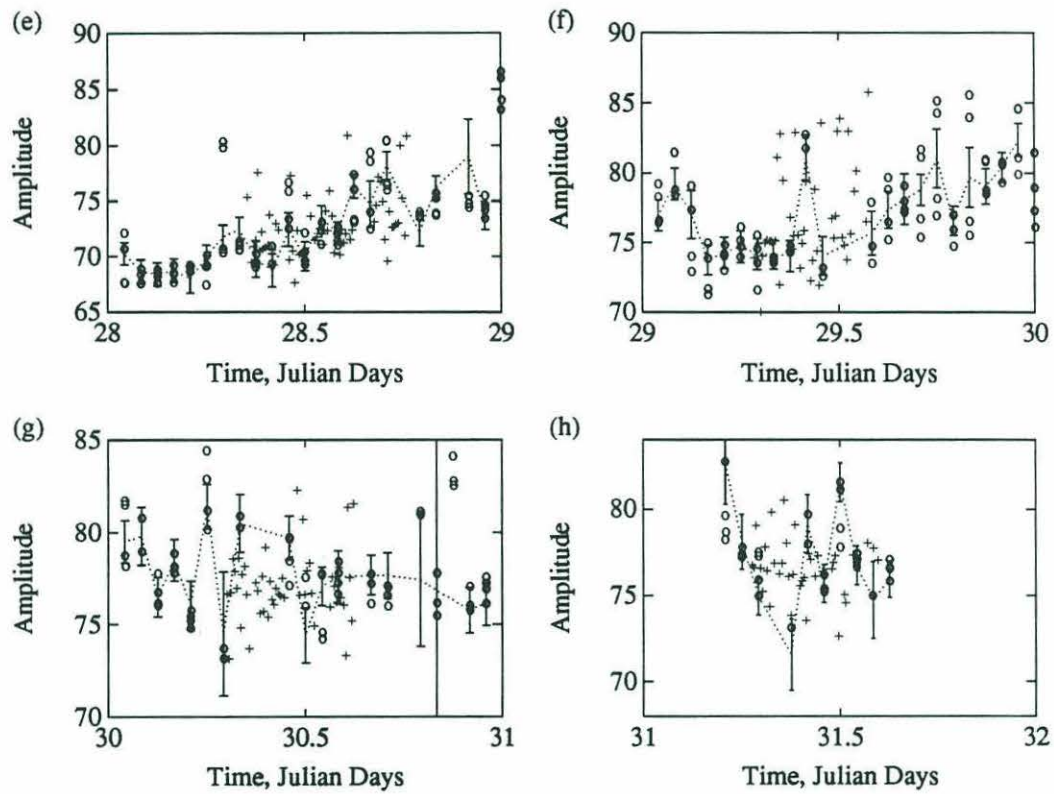 (e)
90
85
80
75
70
65
Amplitude
28 28.5 29
Time, Julian Days
(f)
90
85
80
75
70
Amplitude
29 29.5 30
Time, Julian Days
(g)
85
80
75
70
Amplitude
30 30.5 31
Time, Julian Days
(h)
80
75
70
Amplitude
31 31.5 32
Time, Julian Days